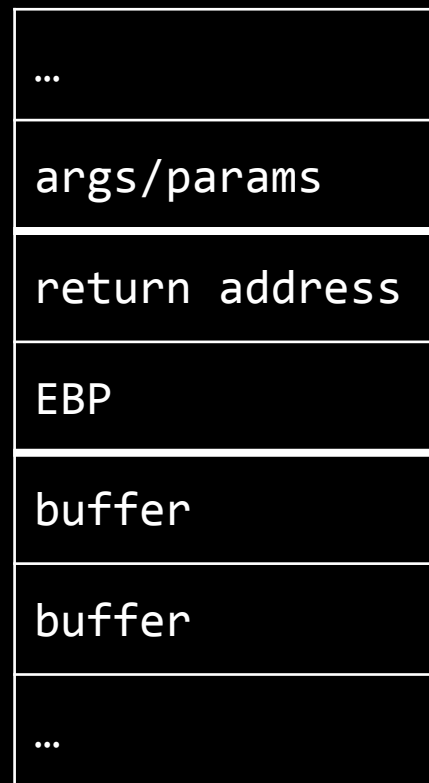 …
args/params
return address
EBP
buffer
buffer
…